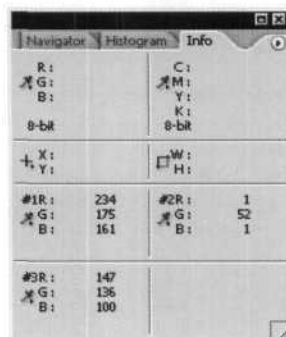 Navigator Histogram Info
R: C:
G: M:
B: Y:
K:
8-bit 8-bit
X: W:
Y: H:
#1R: 234 #2R: 1
G: 175 G: 52
B: 161 B: 1
#3R: 147
G: 136
B: 100